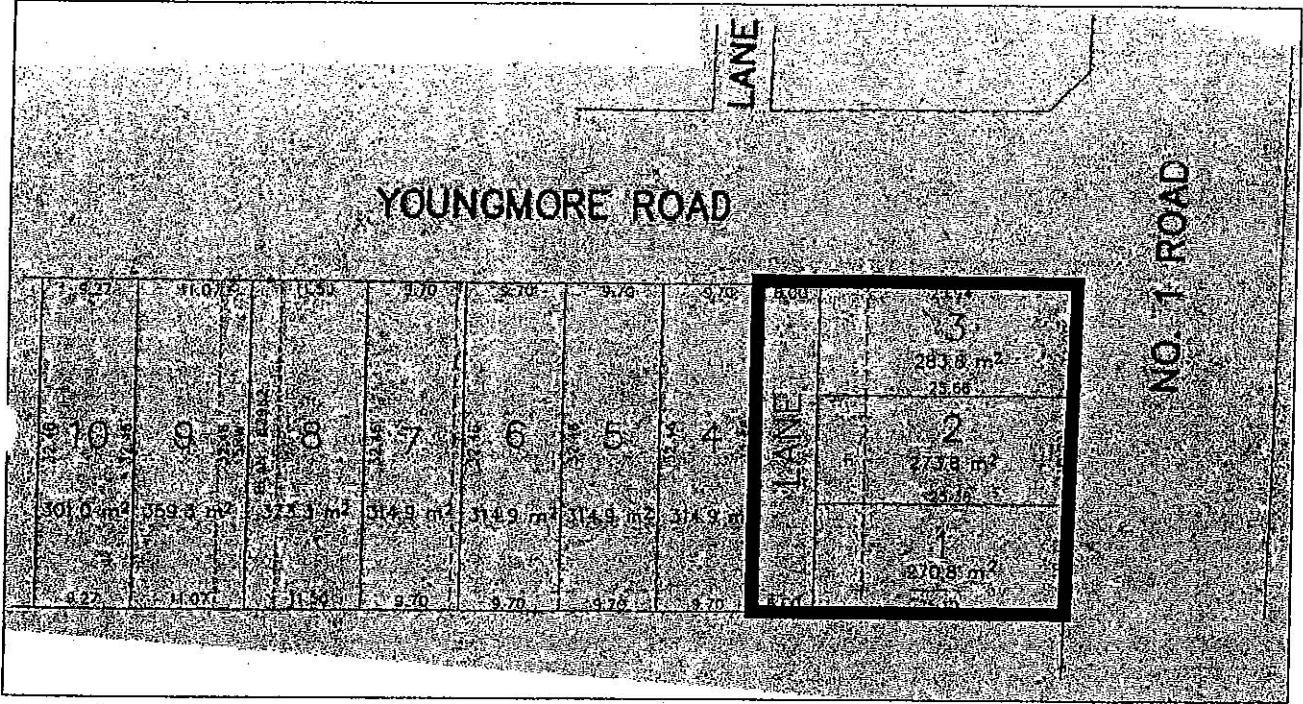 LANE
YOUNGMORE ROAD
NO. 1 ROAD
9.27
11.07
11.50
9.70
9.70
9.70
9.70
3
283.8 m²
25.66
10
9
8
7
6
5
4
LANE
2
273.8 m²
301.0 m²
359.3 m²
373.3 m²
314.9 m²
314.9 m²
314.9 m²
314.9 m
1
270.8 m²
9.27
11.07
11.50
9.70
9.70
9.70
9.70